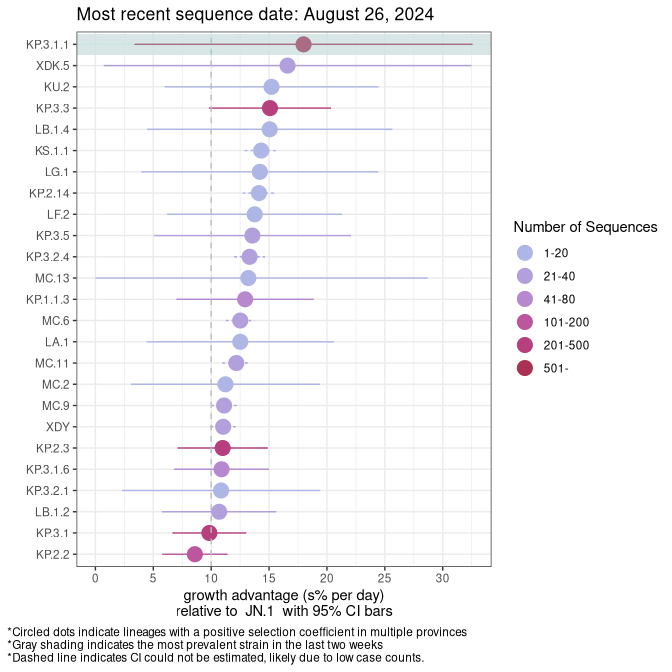 Most recent sequence date: August 26, 2024
KP.3.1.1
XDK.5
KU.2
KP.3.3
LB.1.4
KS.1.1
LG.1
KP.2.14
LF.2
KP.3.5
KP.3.2.4
MC.13
KP.1.1.3
MC.6
LA.1
MC.11
MC.2
MC.9
XDY
KP.2.3
KP.3.1.6
KP.3.2.1
LB.1.2
KP.3.1
KP.2.2
0 5 10 15 20 25 30
growth advantage (s% per day)
relative to JN.1 with 95% CI bars
Number of Sequences
1-20
21-40
41-80
101-200
201-500
501-
*Circled dots indicate lineages with a positive selection coefficient in multiple provinces
*Gray shading indicates the most prevalent strain in the last two weeks
*Dashed line indicates CI could not be estimated, likely due to low case counts.